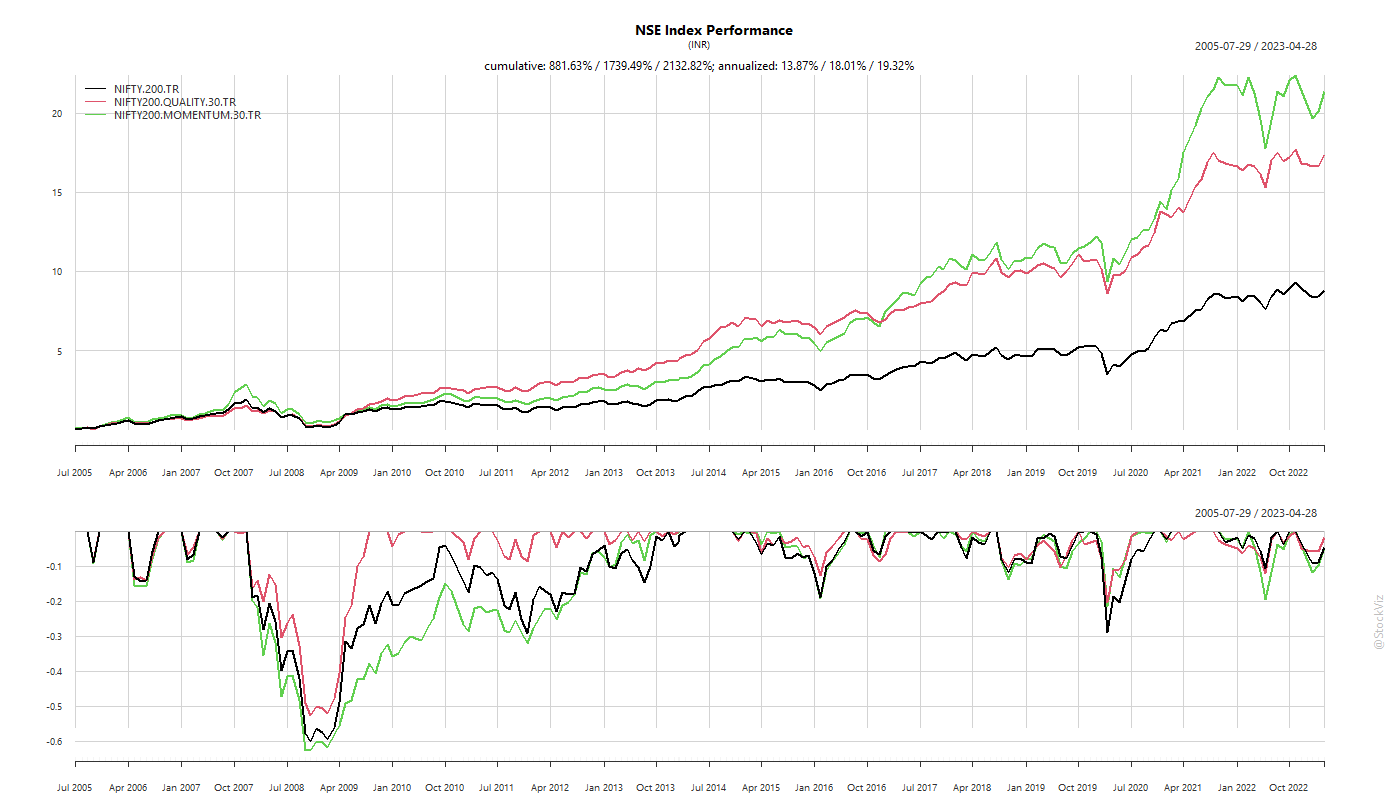 NSE Index Performance
(INR)
2005-07-29 / 2023-04-28
cumulative: 881.63% / 1739.49% / 2132.82%; annualized: 13.87% / 18.01% / 19.32%
NIFTY.200.TR
NIFTY200.QUALITY.30.TR
NIFTY200.MOMENTUM.30.TR
20
15
10
5
Jul 2005 Apr 2006 Jan 2007 Oct 2007 Jul 2008 Apr 2009 Jan 2010 Oct 2010 Jul 2011 Apr 2012 Jan 2013 Oct 2013 Jul 2014 Apr 2015 Jan 2016 Oct 2016 Jul 2017 Apr 2018 Jan 2019 Oct 2019 Jul 2020 Apr 2021 Jan 2022 Oct 2022
2005-07-29 / 2023-04-28
-0.1
-0.2
-0.3
-0.4
-0.5
-0.6
Jul 2005 Apr 2006 Jan 2007 Oct 2007 Jul 2008 Apr 2009 Jan 2010 Oct 2010 Jul 2011 Apr 2012 Jan 2013 Oct 2013 Jul 2014 Apr 2015 Jan 2016 Oct 2016 Jul 2017 Apr 2018 Jan 2019 Oct 2019 Jul 2020 Apr 2021 Jan 2022 Oct 2022
@StockViz